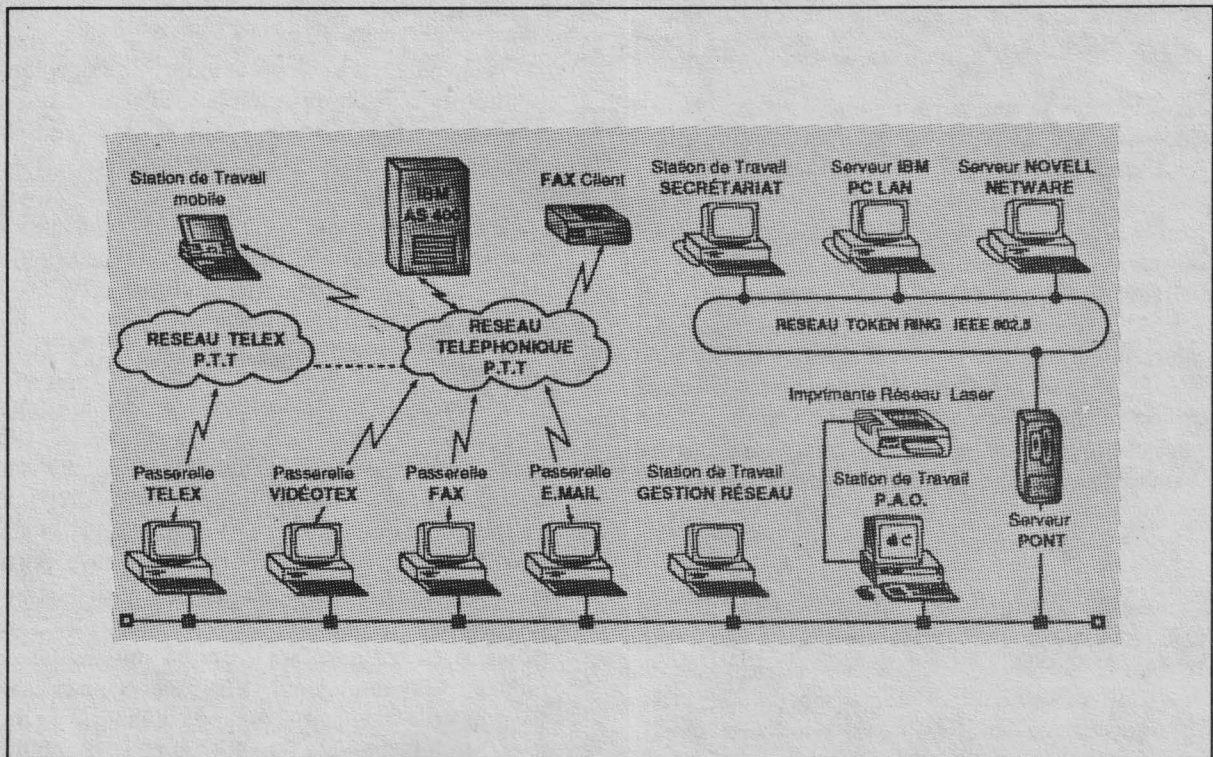 Station de Travail
mobile
IBM
AS 400
FAX Client
Station de Travail
SECRÉTARIAT
Serveur IBM
PC LAN
Serveur NOVELL
NETWARE
RESEAU TELEX
P.T.T
RESEAU
TELEPHONIQUE
P.T.T
RESEAU TOKEN RING IEEE 802.5
Imprimante Réseau Laser
Passerelle
TELEX
Passerelle
VIDÉOTEX
Passerelle
FAX
Passerelle
E.MAIL
Station de Travail
GESTION RÉSEAU
Station de Travail
P.A.O.
Serveur
PONT